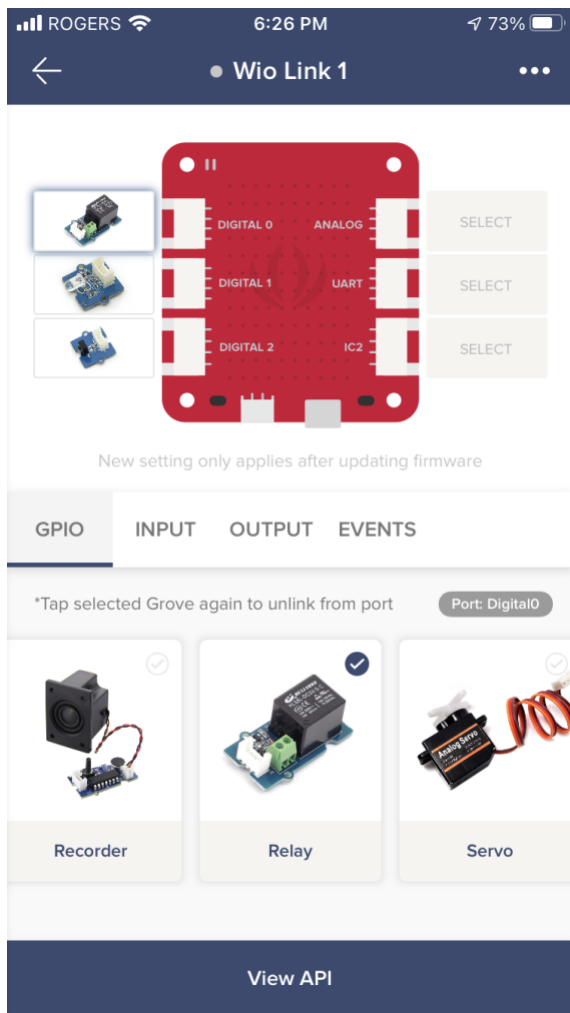 ROGERS 6:26 PM 73%
Wio Link 1
DIGITAL 0 ANALOG SELECT
DIGITAL 1 UART SELECT
DIGITAL 2 IC2 SELECT
New setting only applies after updating firmware
GPIO INPUT OUTPUT EVENTS
*Tap selected Grove again to unlink from port Port: Digital0
Analog Servo
Recorder Relay Servo
View API